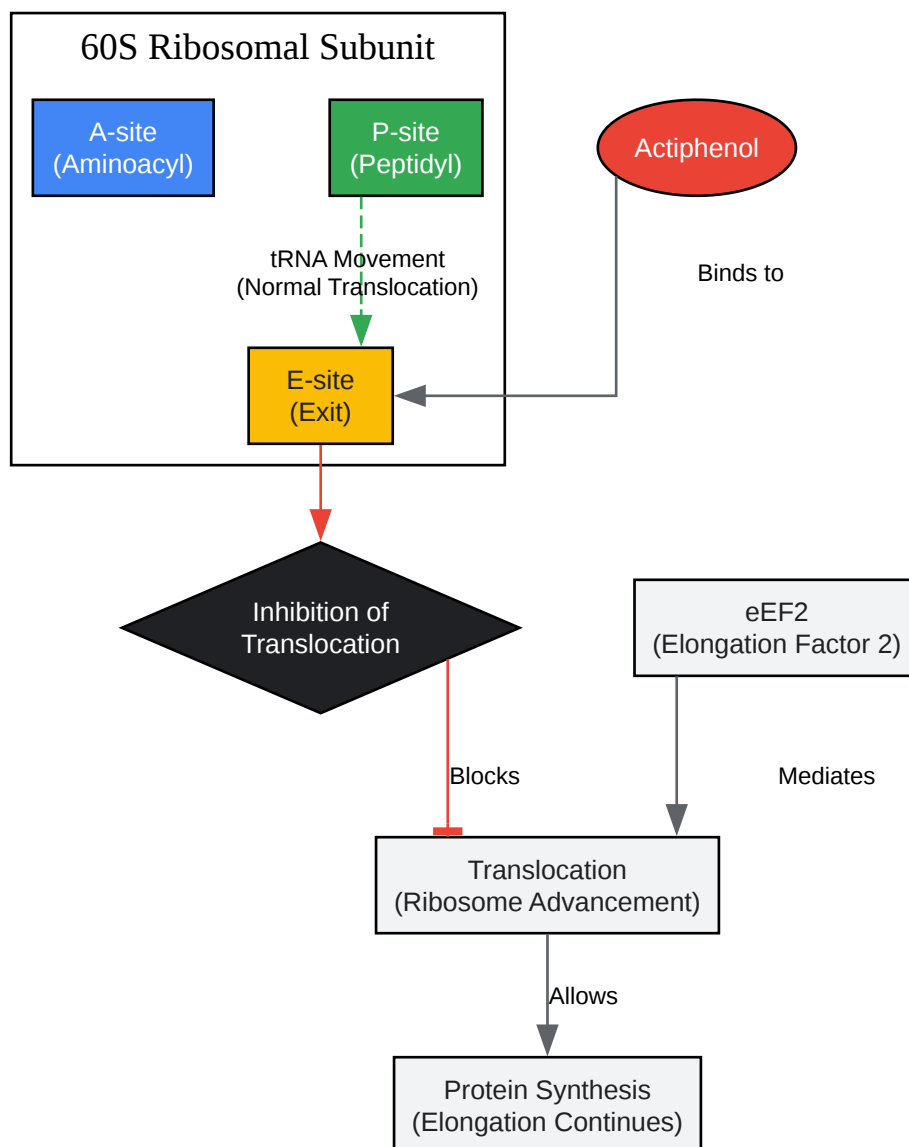 60S Ribosomal Subunit
A-site
(Aminoacyl)
P-site
(Peptidyl)
Actiphenol
tRNA Movement
(Normal Translocation)
Binds to
E-site
(Exit)
Inhibition of
Translocation
eEF2
(Elongation Factor 2)
Blocks
Mediates
Translocation
(Ribosome Advancement)
Allows
Protein Synthesis
(Elongation Continues)